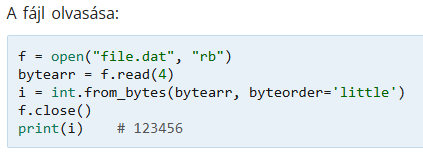 A fájl olvasása:
f = open("file.dat", "rb")
bytearr = f.read(4)
i = int.from_bytes(bytearr, byteorder='little')
f.close()
print(i)    # 123456